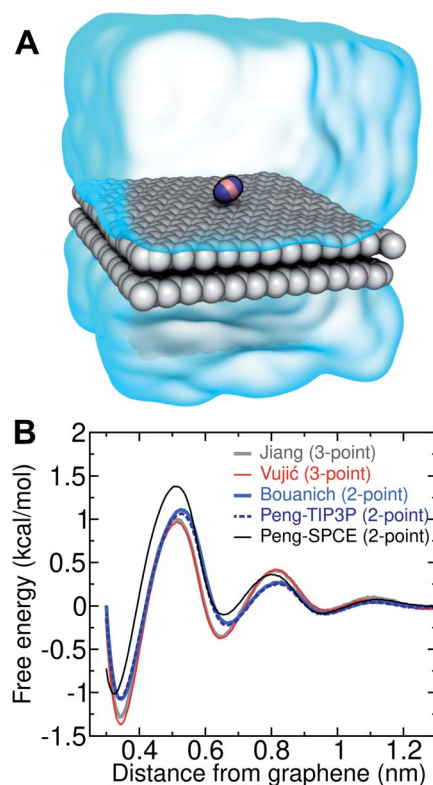 A
B
Jiang (3-point)
Vujić (3-point)
Bouanich (2-point)
Peng-TIP3P (2-point)
Peng-SPCE (2-point)
Free energy (kcal/mol)
2
1.5
1
0.5
0
-0.5
-1
-1.5
0.4 0.6 0.8 1 1.2
Distance from graphene (nm)